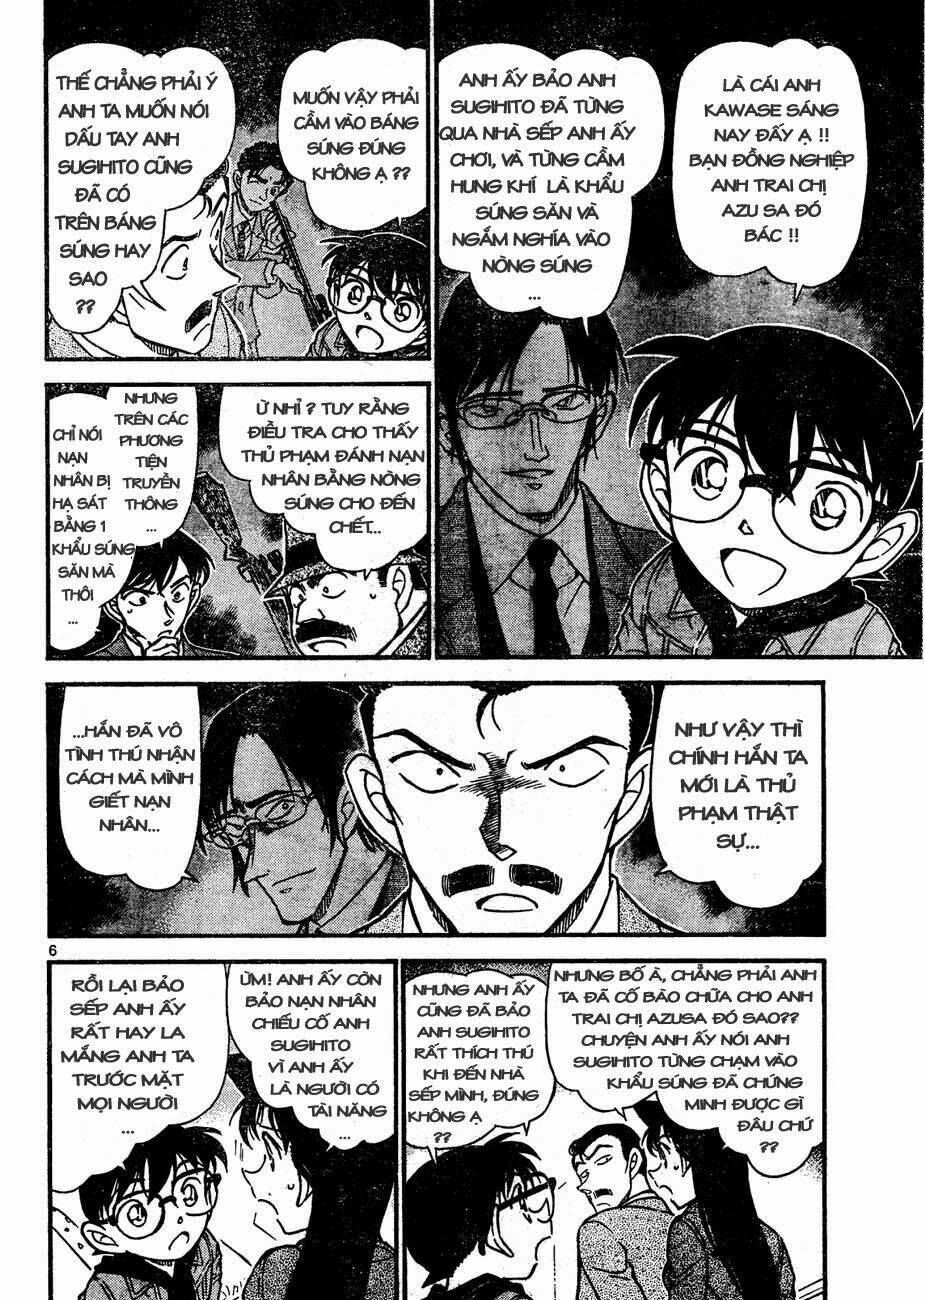 LÀ CÁI ANH
KAWASE SÁNG
NAY ĐẤY Ạ !!
BẠN ĐỒNG NGHIỆP
ANH TRAI CHỊ
AZU SA ĐÓ
BÁC !!
ANH ẤY BẢO ANH
SUGIHITO ĐÃ TỪNG
QUA NHÀ SẾP ANH ẤY
CHƠI, VÀ TỪNG CẦM
HUNG KHÍ LÀ KHẨU
SÚNG SĂN VÀ
NGẮM NGHÍA VÀO
NÒNG SÚNG
...
MUỐN VẬY PHẢI
CẦM VÀO BÁNG
SÚNG ĐÚNG
KHÔNG Ạ ??
THẾ CHẲNG PHẢI Ý
ANH TA MUỐN NÓI
DẤU TAY ANH
SUGIHITO CŨNG
ĐÃ CÓ
TRÊN BÁNG
SÚNG HAY
SAO
??
Ừ NHỈ ? TUY RẰNG
ĐIỀU TRA CHO THẤY
THỦ PHẠM ĐÁNH NẠN
NHÂN BẰNG NÒNG
SÚNG CHO ĐẾN
CHẾT...
NHƯNG
TRÊN CÁC
PHƯƠNG
TIỆN
TRUYỀN
THÔNG
...
CHỈ NÓI
NẠN
NHÂN BỊ
HẠ SÁT
BẰNG 1
KHẨU SÚNG
SĂN MÀ
THÔI
...
NHƯ VẬY THÌ
CHÍNH HẮN TA
MỚI LÀ THỦ
PHẠM THẬT
SỰ...
...HẮN ĐÃ VÔ
TÌNH THÚ NHẬN
CÁCH MÀ MÌNH
GIẾT NẠN
NHÂN...
6
NHƯNG BỐ À, CHẲNG PHẢI ANH
TA ĐÃ CỐ BÀO CHỮA CHO ANH
TRAI CHỊ AZUSA ĐÓ SAO??
CHUYỆN ANH ẤY NÓI ANH
SUGIHITO TỪNG CHẠM VÀO
KHẨU SÚNG ĐÃ CHỨNG
MINH ĐƯỢC GÌ
ĐÂU CHỨ
??
NHƯNG ANH ẤY
CŨNG ĐÃ BẢO
ANH SUGIHITO
RẤT THÍCH THÚ
KHI ĐẾN NHÀ
SẾP MÌNH, ĐÚNG
KHÔNG Ạ
??
ỪM! ANH ẤY CÒN
BẢO NẠN NHÂN
CHIẾU CỐ ANH
SUGIHITO
VÌ ANH ẤY
LÀ NGƯỜI CÓ
TÀI NĂNG
...
RỒI LẠI BẢO
SẾP ANH ẤY
RẤT HAY LA
MẮNG ANH TA
TRƯỚC MẶT
MỌI NGƯỜI
...